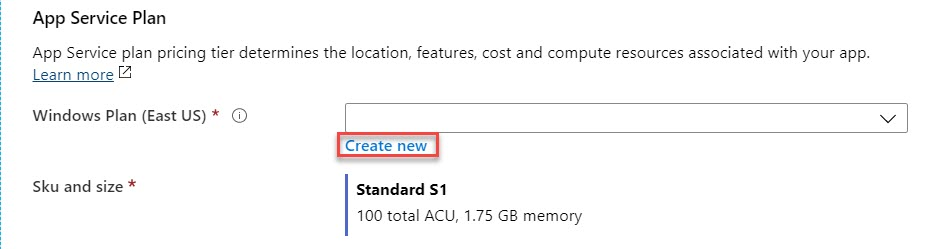 App Service Plan
App Service plan pricing tier determines the location, features, cost and compute resources associated with your app.
Learn more
Windows Plan (East US) *
Create new
Sku and size *
Standard S1
100 total ACU, 1.75 GB memory